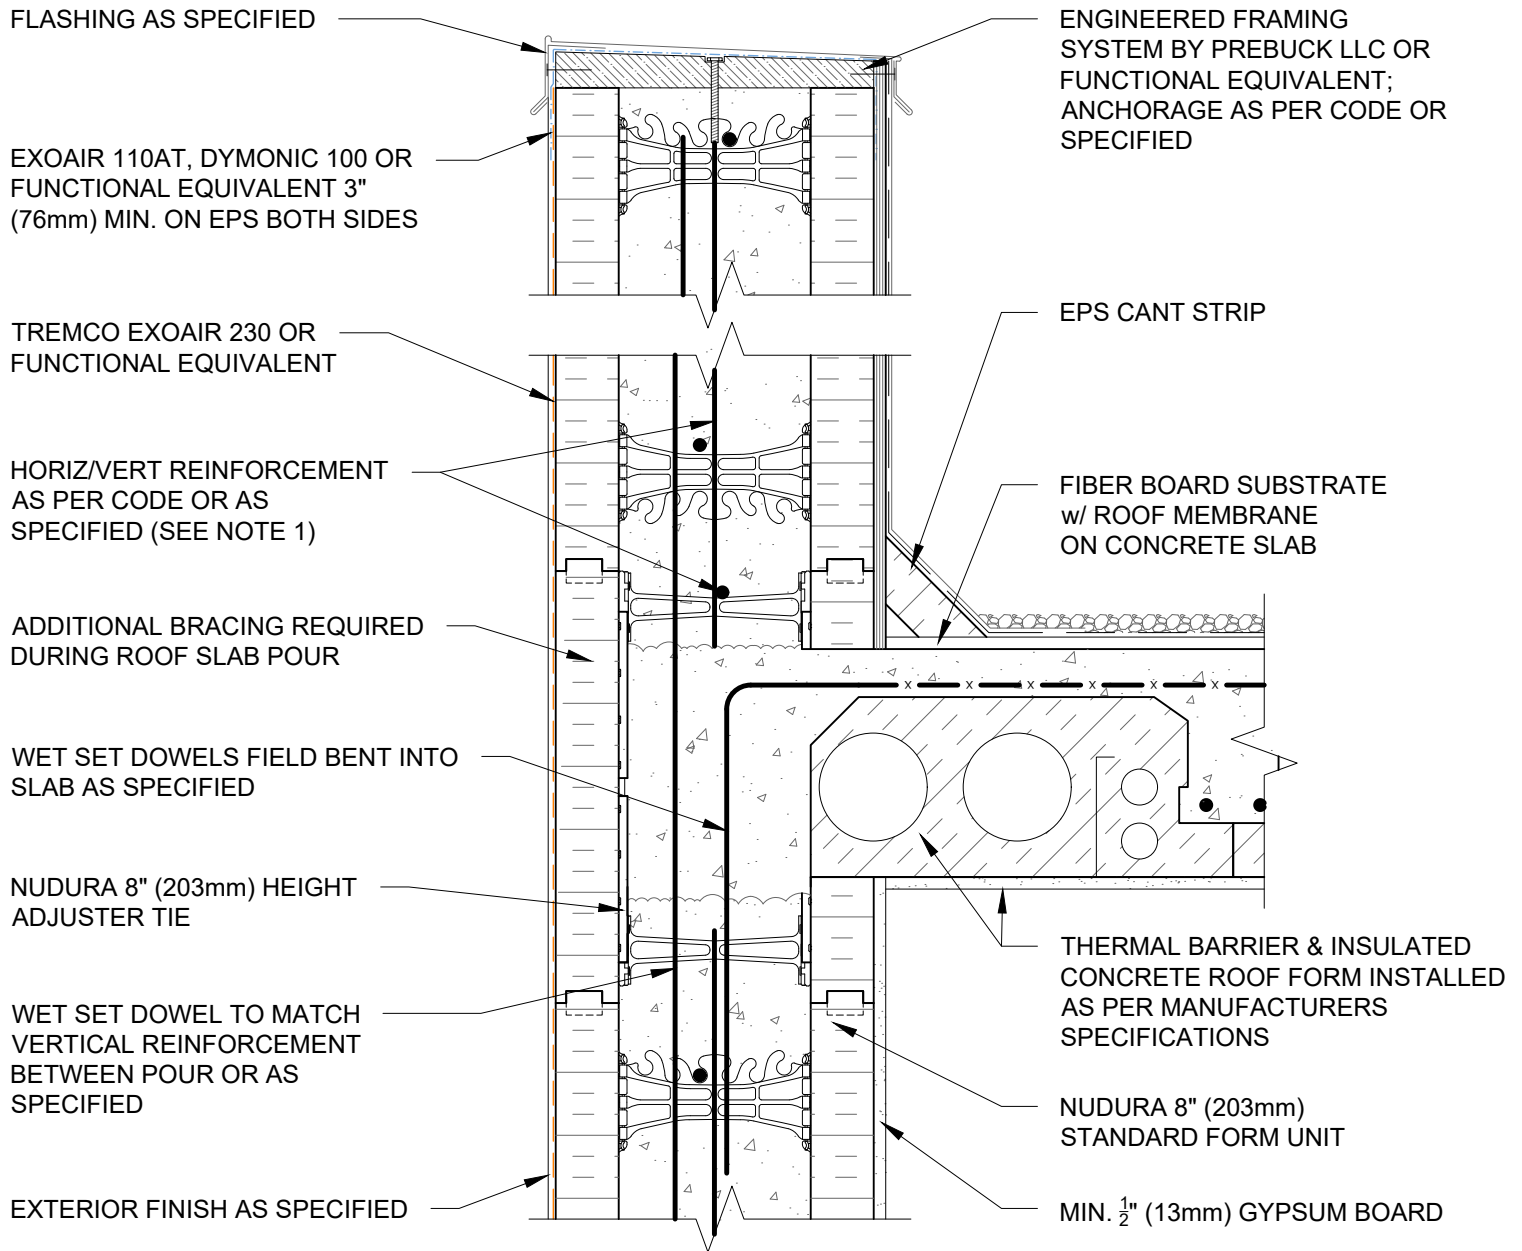 FLASHING AS SPECIFIED
EXOAIR 110AT, DYMONIC 100 OR
FUNCTIONAL EQUIVALENT 3"
(76mm) MIN. ON EPS BOTH SIDES
TREMCO EXOAIR 230 OR
FUNCTIONAL EQUIVALENT
HORIZ/VERT REINFORCEMENT
AS PER CODE OR AS
SPECIFIED (SEE NOTE 1)
ADDITIONAL BRACING REQUIRED
DURING ROOF SLAB POUR
WET SET DOWELS FIELD BENT INTO
SLAB AS SPECIFIED
NUDURA 8" (203mm) HEIGHT
ADJUSTER TIE
WET SET DOWEL TO MATCH
VERTICAL REINFORCEMENT
BETWEEN POUR OR AS
SPECIFIED
EXTERIOR FINISH AS SPECIFIED
ENGINEERED FRAMING
SYSTEM BY PREBUCK LLC OR
FUNCTIONAL EQUIVALENT;
ANCHORAGE AS PER CODE OR
SPECIFIED
EPS CANT STRIP
FIBER BOARD SUBSTRATE
w/ ROOF MEMBRANE
ON CONCRETE SLAB
x x x x x x
THERMAL BARRIER & INSULATED
CONCRETE ROOF FORM INSTALLED
AS PER MANUFACTURERS
SPECIFICATIONS
NUDURA 8" (203mm)
STANDARD FORM UNIT
MIN. ½" (13mm) GYPSUM BOARD